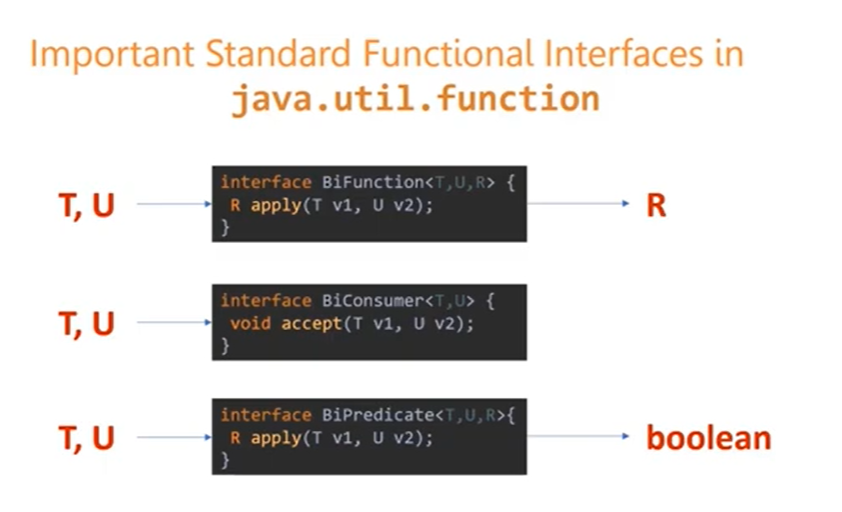 Important Standard Functional Interfaces in
java.util.function
T, U
interface BiFunction<T,U,R> {
R apply(T v1, U v2);
}
R
T, U
interface BiConsumer<T,U> {
void accept(T v1, U v2);
}
T, U
interface BiPredicate<T,U,R>{
R apply(T v1, U v2);
}
boolean